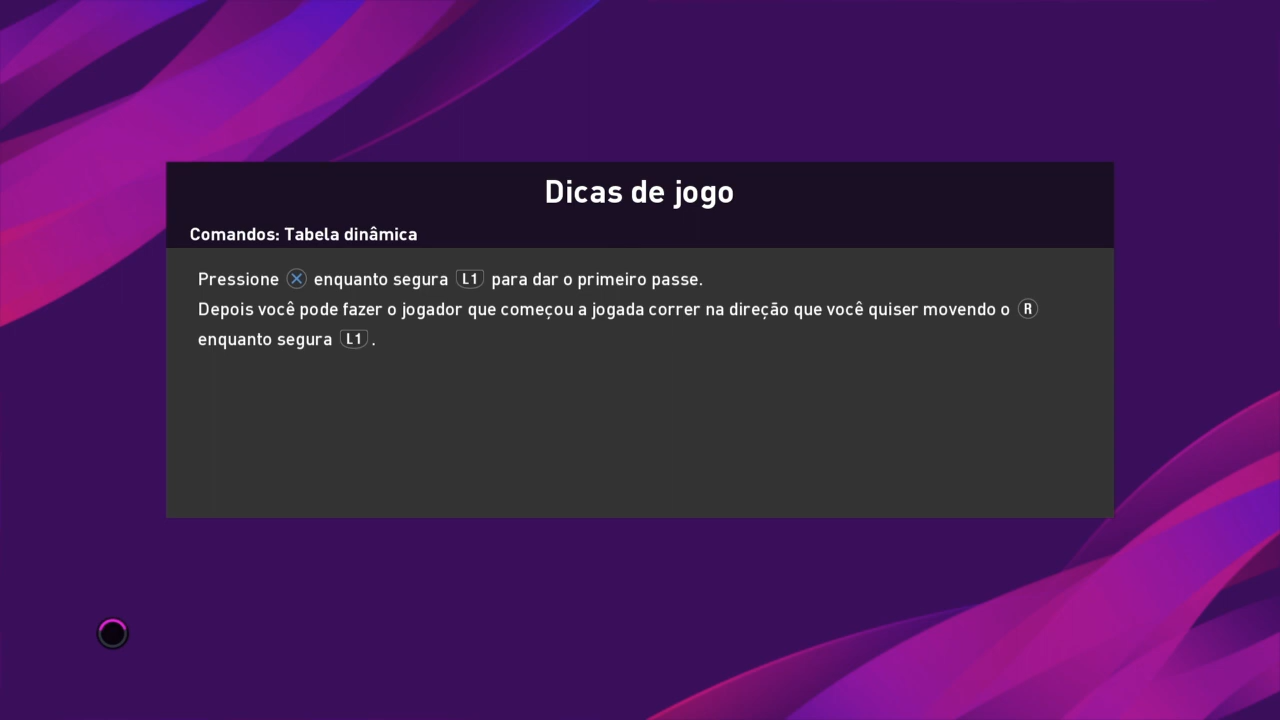 Dicas de jogo
Comandos: Tabela dinâmica
Pressione ⓧ enquanto segura L1 para dar o primeiro passe.
Depois você pode fazer o jogador que começou a jogada correr na direção que você quiser movendo o R
enquanto segura L1.